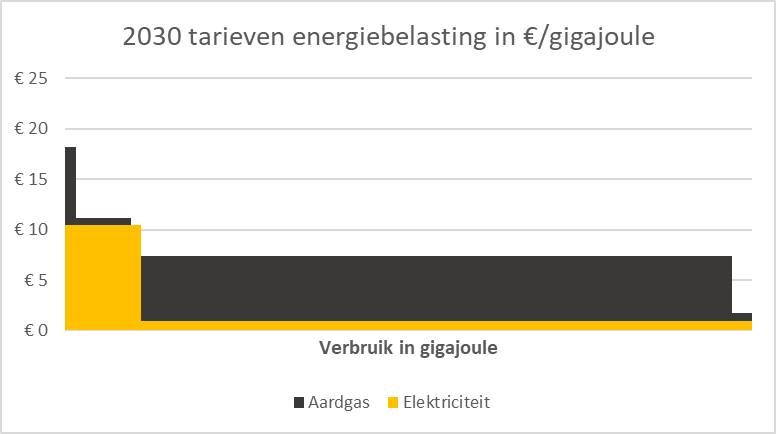 2030 tarieven energiebelasting in €/gigajoule
€ 25
€ 20
€ 15
€ 10
€ 5
€ 0
Verbruik in gigajoule
Aardgas
Elektriciteit